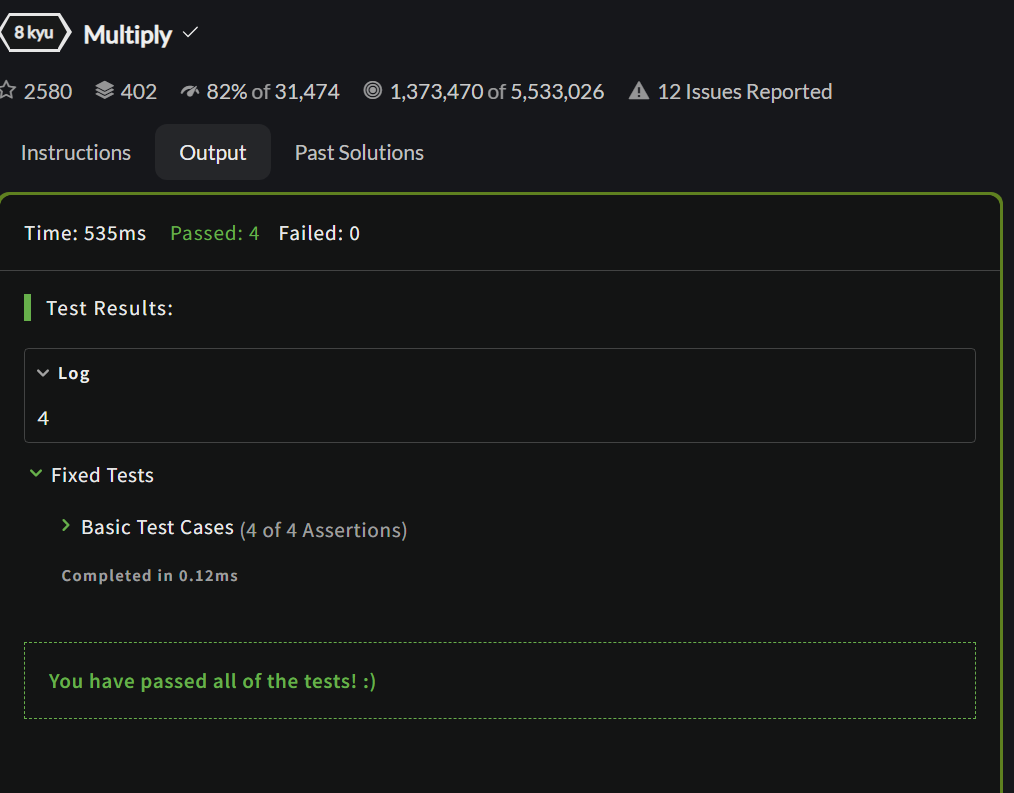 8 kyu Multiply
2580 402 82% of 31,474 1,373,470 of 5,533,026 12 Issues Reported
Instructions Output Past Solutions
Time: 535ms Passed: 4 Failed: 0
Test Results:
Log
4
Fixed Tests
Basic Test Cases (4 of 4 Assertions)
Completed in 0.12ms
You have passed all of the tests! :)